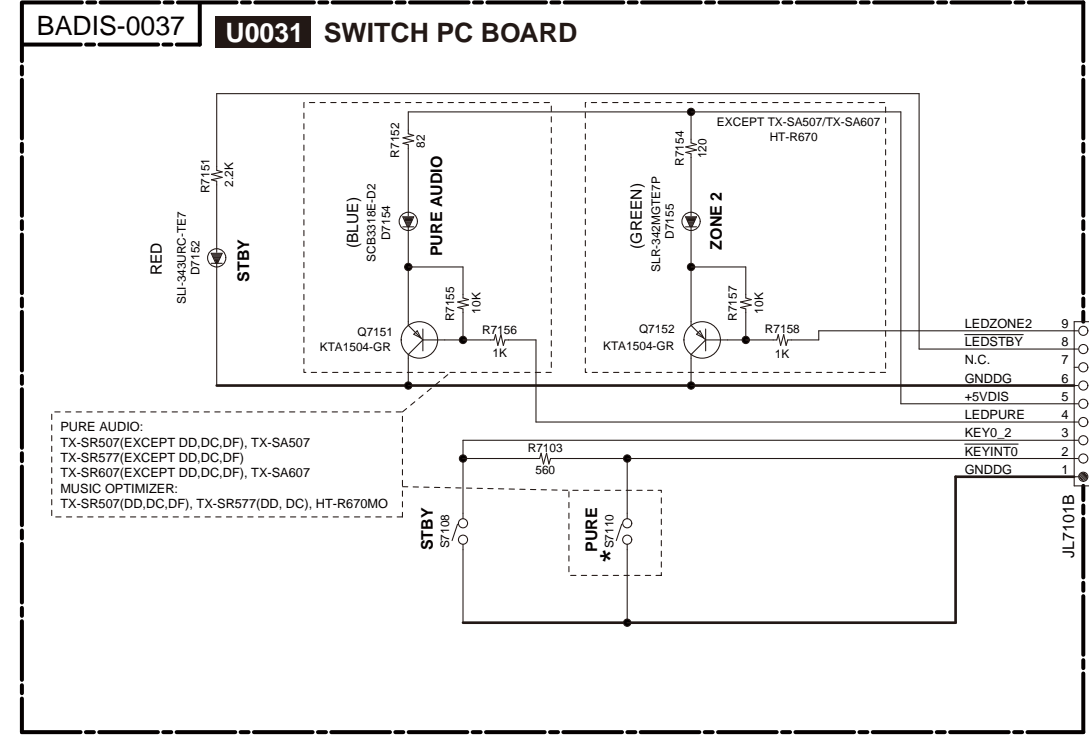 BADIS-0037
U0031 SWITCH PC BOARD
EXCEPT TX-SA507/TX-SA607
HT-R670
R7151
2.2K
RED
SLI-343URC-TE7
D7152
STBY
R7152
82
(BLUE)
SCB3318E-D2
D7154
PURE AUDIO
R7155
10K
Q7151
KTA1504-GR
R7156
1K
R7154
120
(GREEN)
SLR-342MGTE7P
D7155
ZONE 2
R7157
10K
Q7152
KTA1504-GR
R7158
1K
LEDZONE2 9
LEDSTBY 8
N.C. 7
GNDDG 6
+5VDIS 5
LEDPURE 4
KEY0_2 3
KEYINT0 2
GNDDG 1
JL7101B
PURE AUDIO:
TX-SR507(EXCEPT DD,DC,DF), TX-SA507
TX-SR577(EXCEPT DD,DC,DF)
TX-SR607(EXCEPT DD,DC,DF), TX-SA607
MUSIC OPTIMIZER:
TX-SR507(DD,DC,DF), TX-SR577(DD, DC), HT-R670MO
R7103
560
STBY
S7108
PURE
* S7110